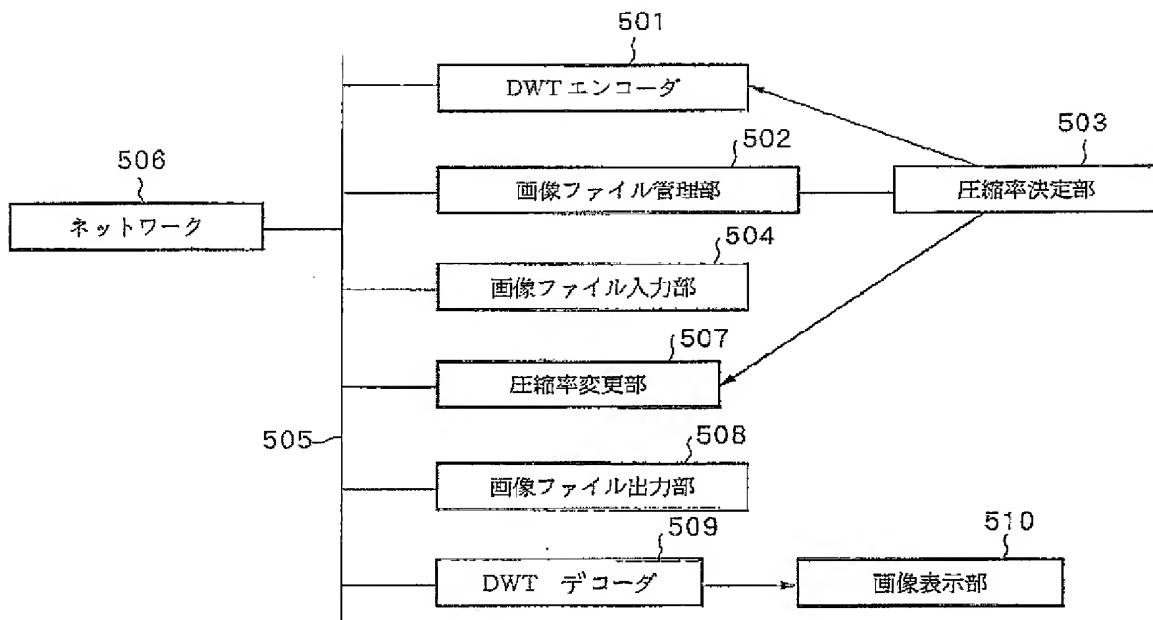 501
DWTエンコーダ
502
画像ファイル管理部
503
圧縮率決定部
506
ネットワーク
504
画像ファイル入力部
507
圧縮率変更部
505
508
画像ファイル出力部
509
DWT デコーダ
510
画像表示部